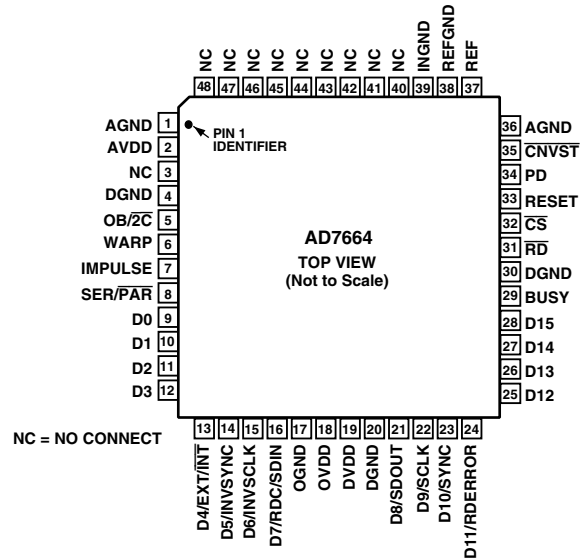 NC NC NC NC NC NC NC NC NC INGND REFGND REF
48 47 46 45 44 43 42 41 40 39 38 37
AGND 1
AVDD 2
NC 3
DGND 4
OB/2C 5
WARP 6
IMPULSE 7
SER/PAR 8
D0 9
D1 10
D2 11
D3 12
PIN 1
IDENTIFIER
AD7664
TOP VIEW
(Not to Scale)
36 AGND
35 CNVST
34 PD
33 RESET
32 CS
31 RD
30 DGND
29 BUSY
28 D15
27 D14
26 D13
25 D12
13 14 15 16 17 18 19 20 21 22 23 24
D4/EXT/INT
D5/INVSYNC
D6/INVSCLK
D7/RDC/SDIN
OGND
OVDD
DVDD
DGND
D8/SDOUT
D9/SCLK
D10/SYNC
D11/RDERROR
NC = NO CONNECT